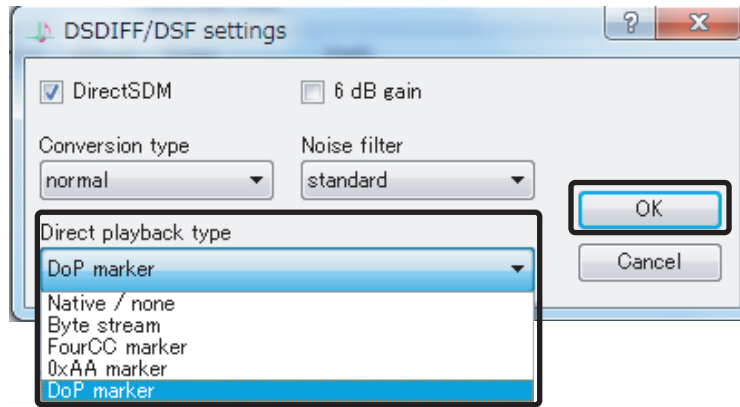 DSDIFF/DSF settings
DirectSDM
6 dB gain
Conversion type
Noise filter
normal
standard
OK
Direct playback type
Cancel
DoP marker
Native / none
Byte stream
FourCC marker
0xAA marker
DoP marker